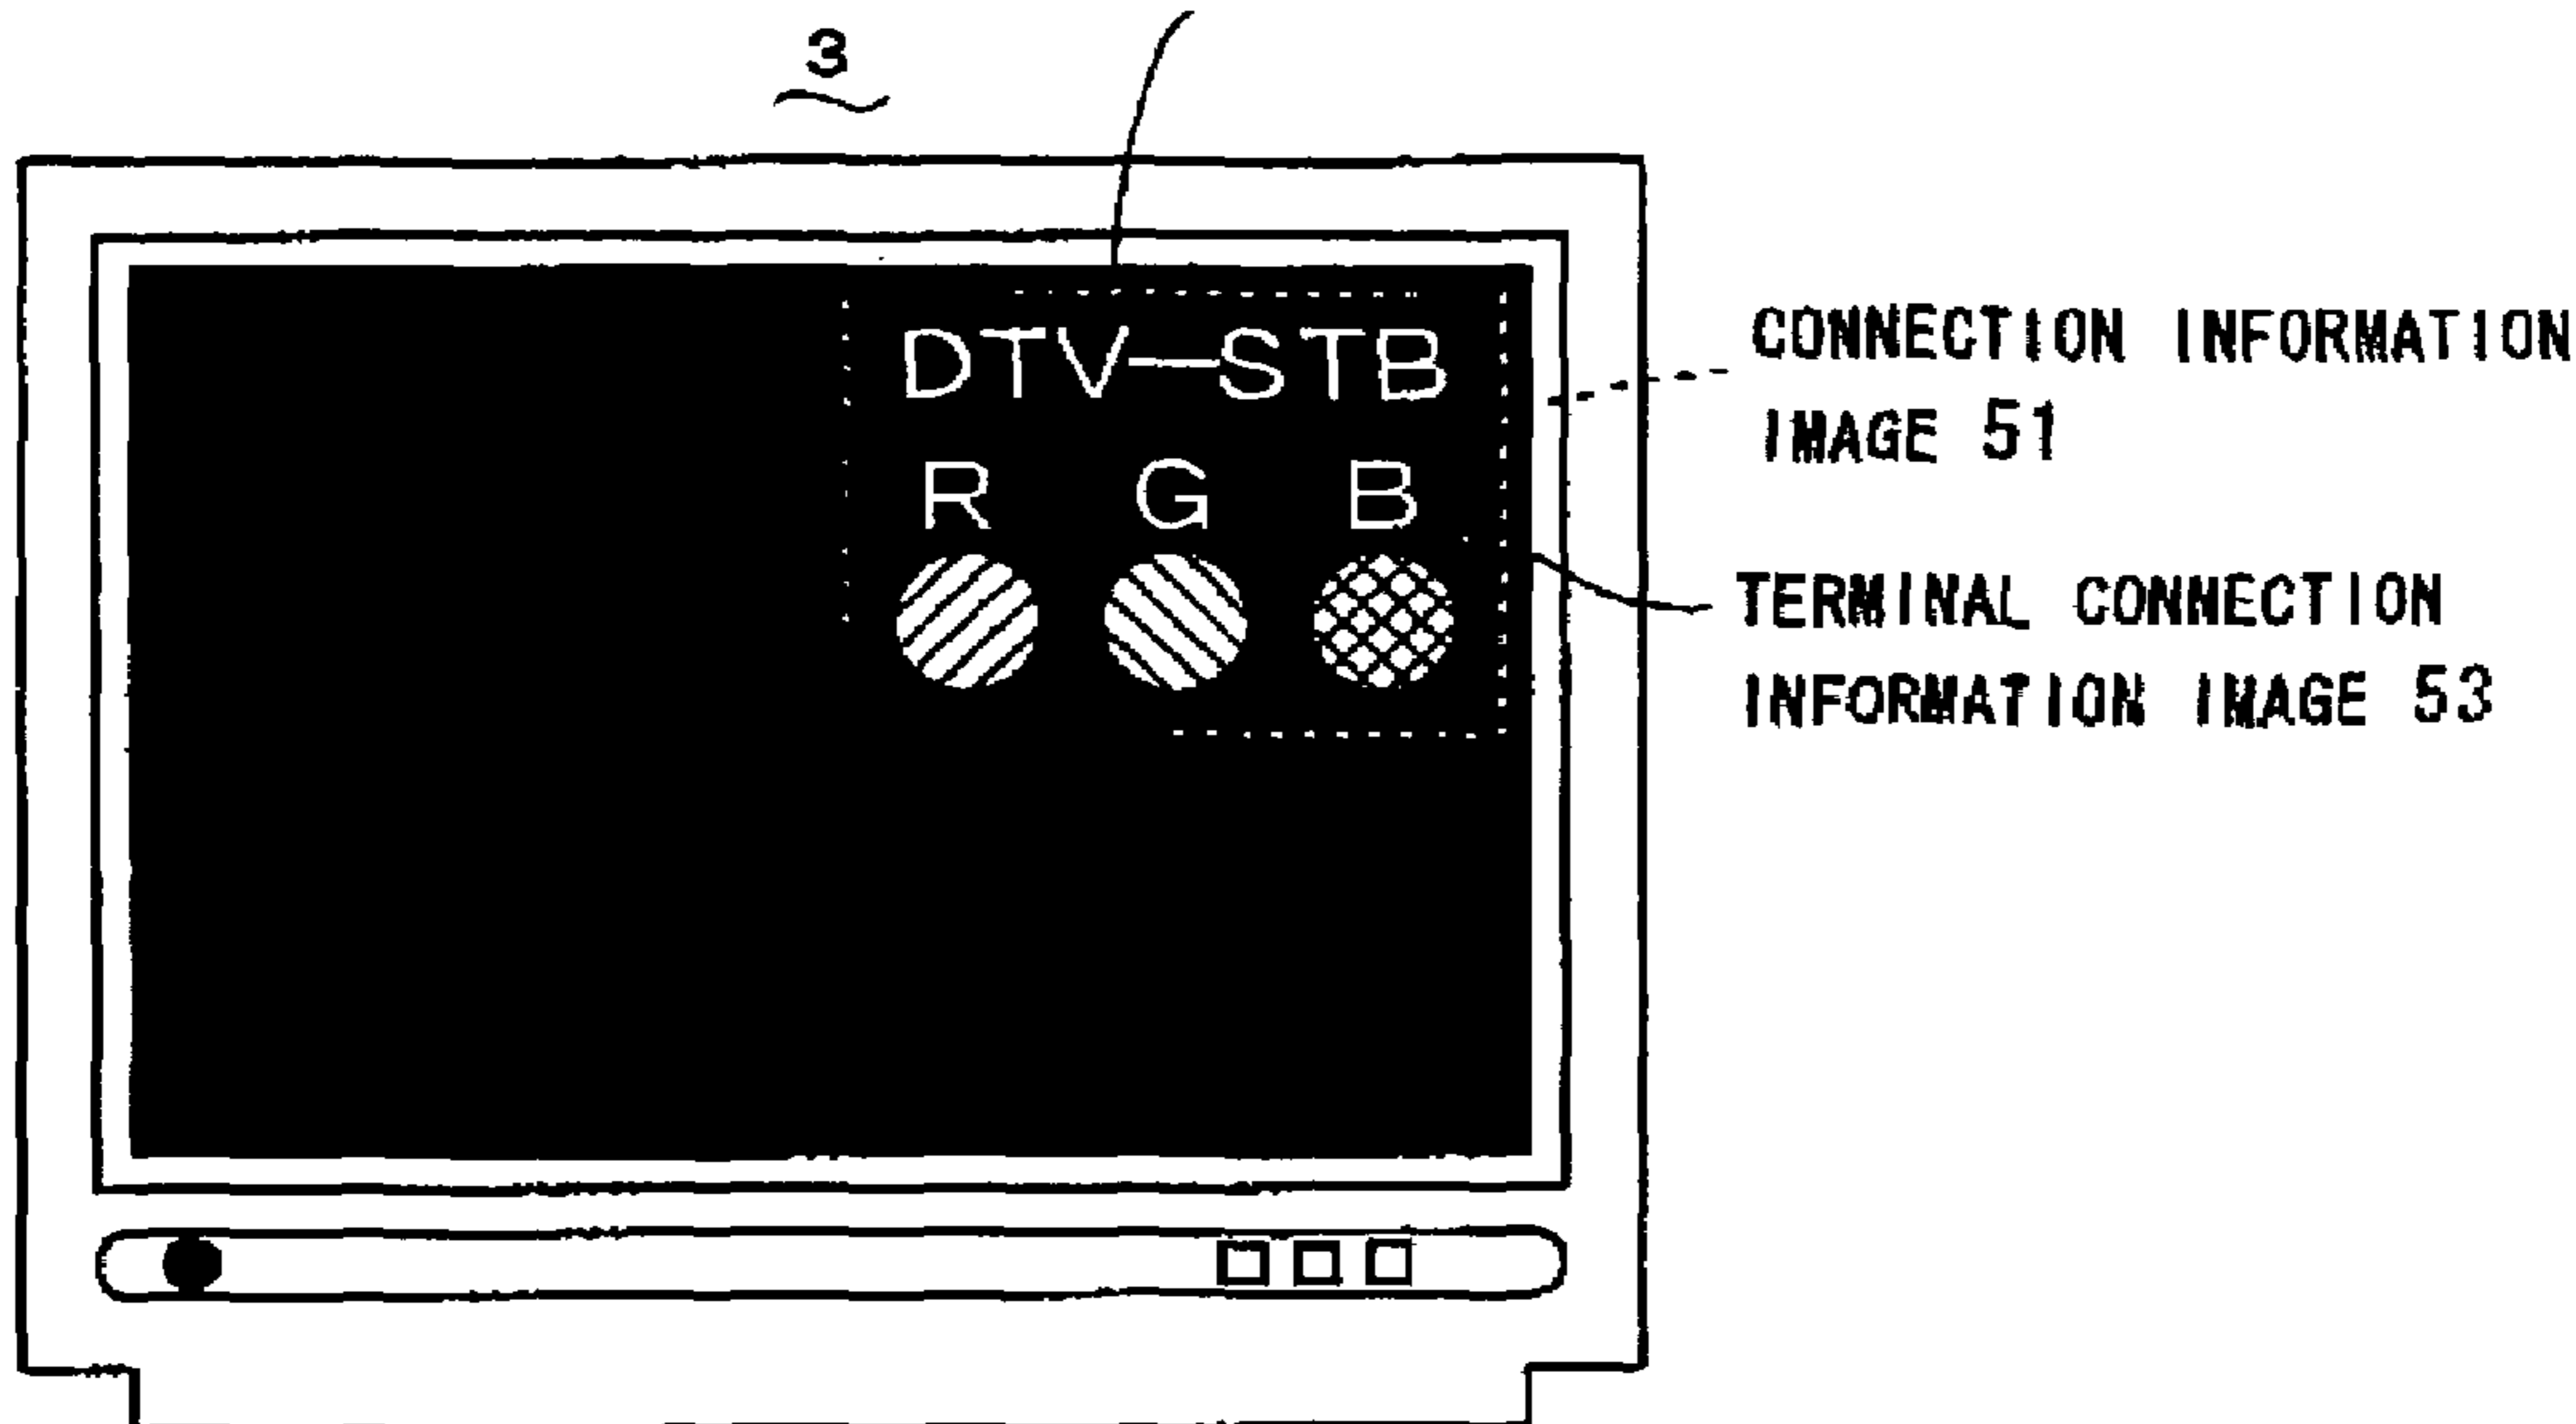 3
DTV—STB
R G B
CONNECTION INFORMATION
IMAGE 51
TERMINAL CONNECTION
INFORMATION IMAGE 53